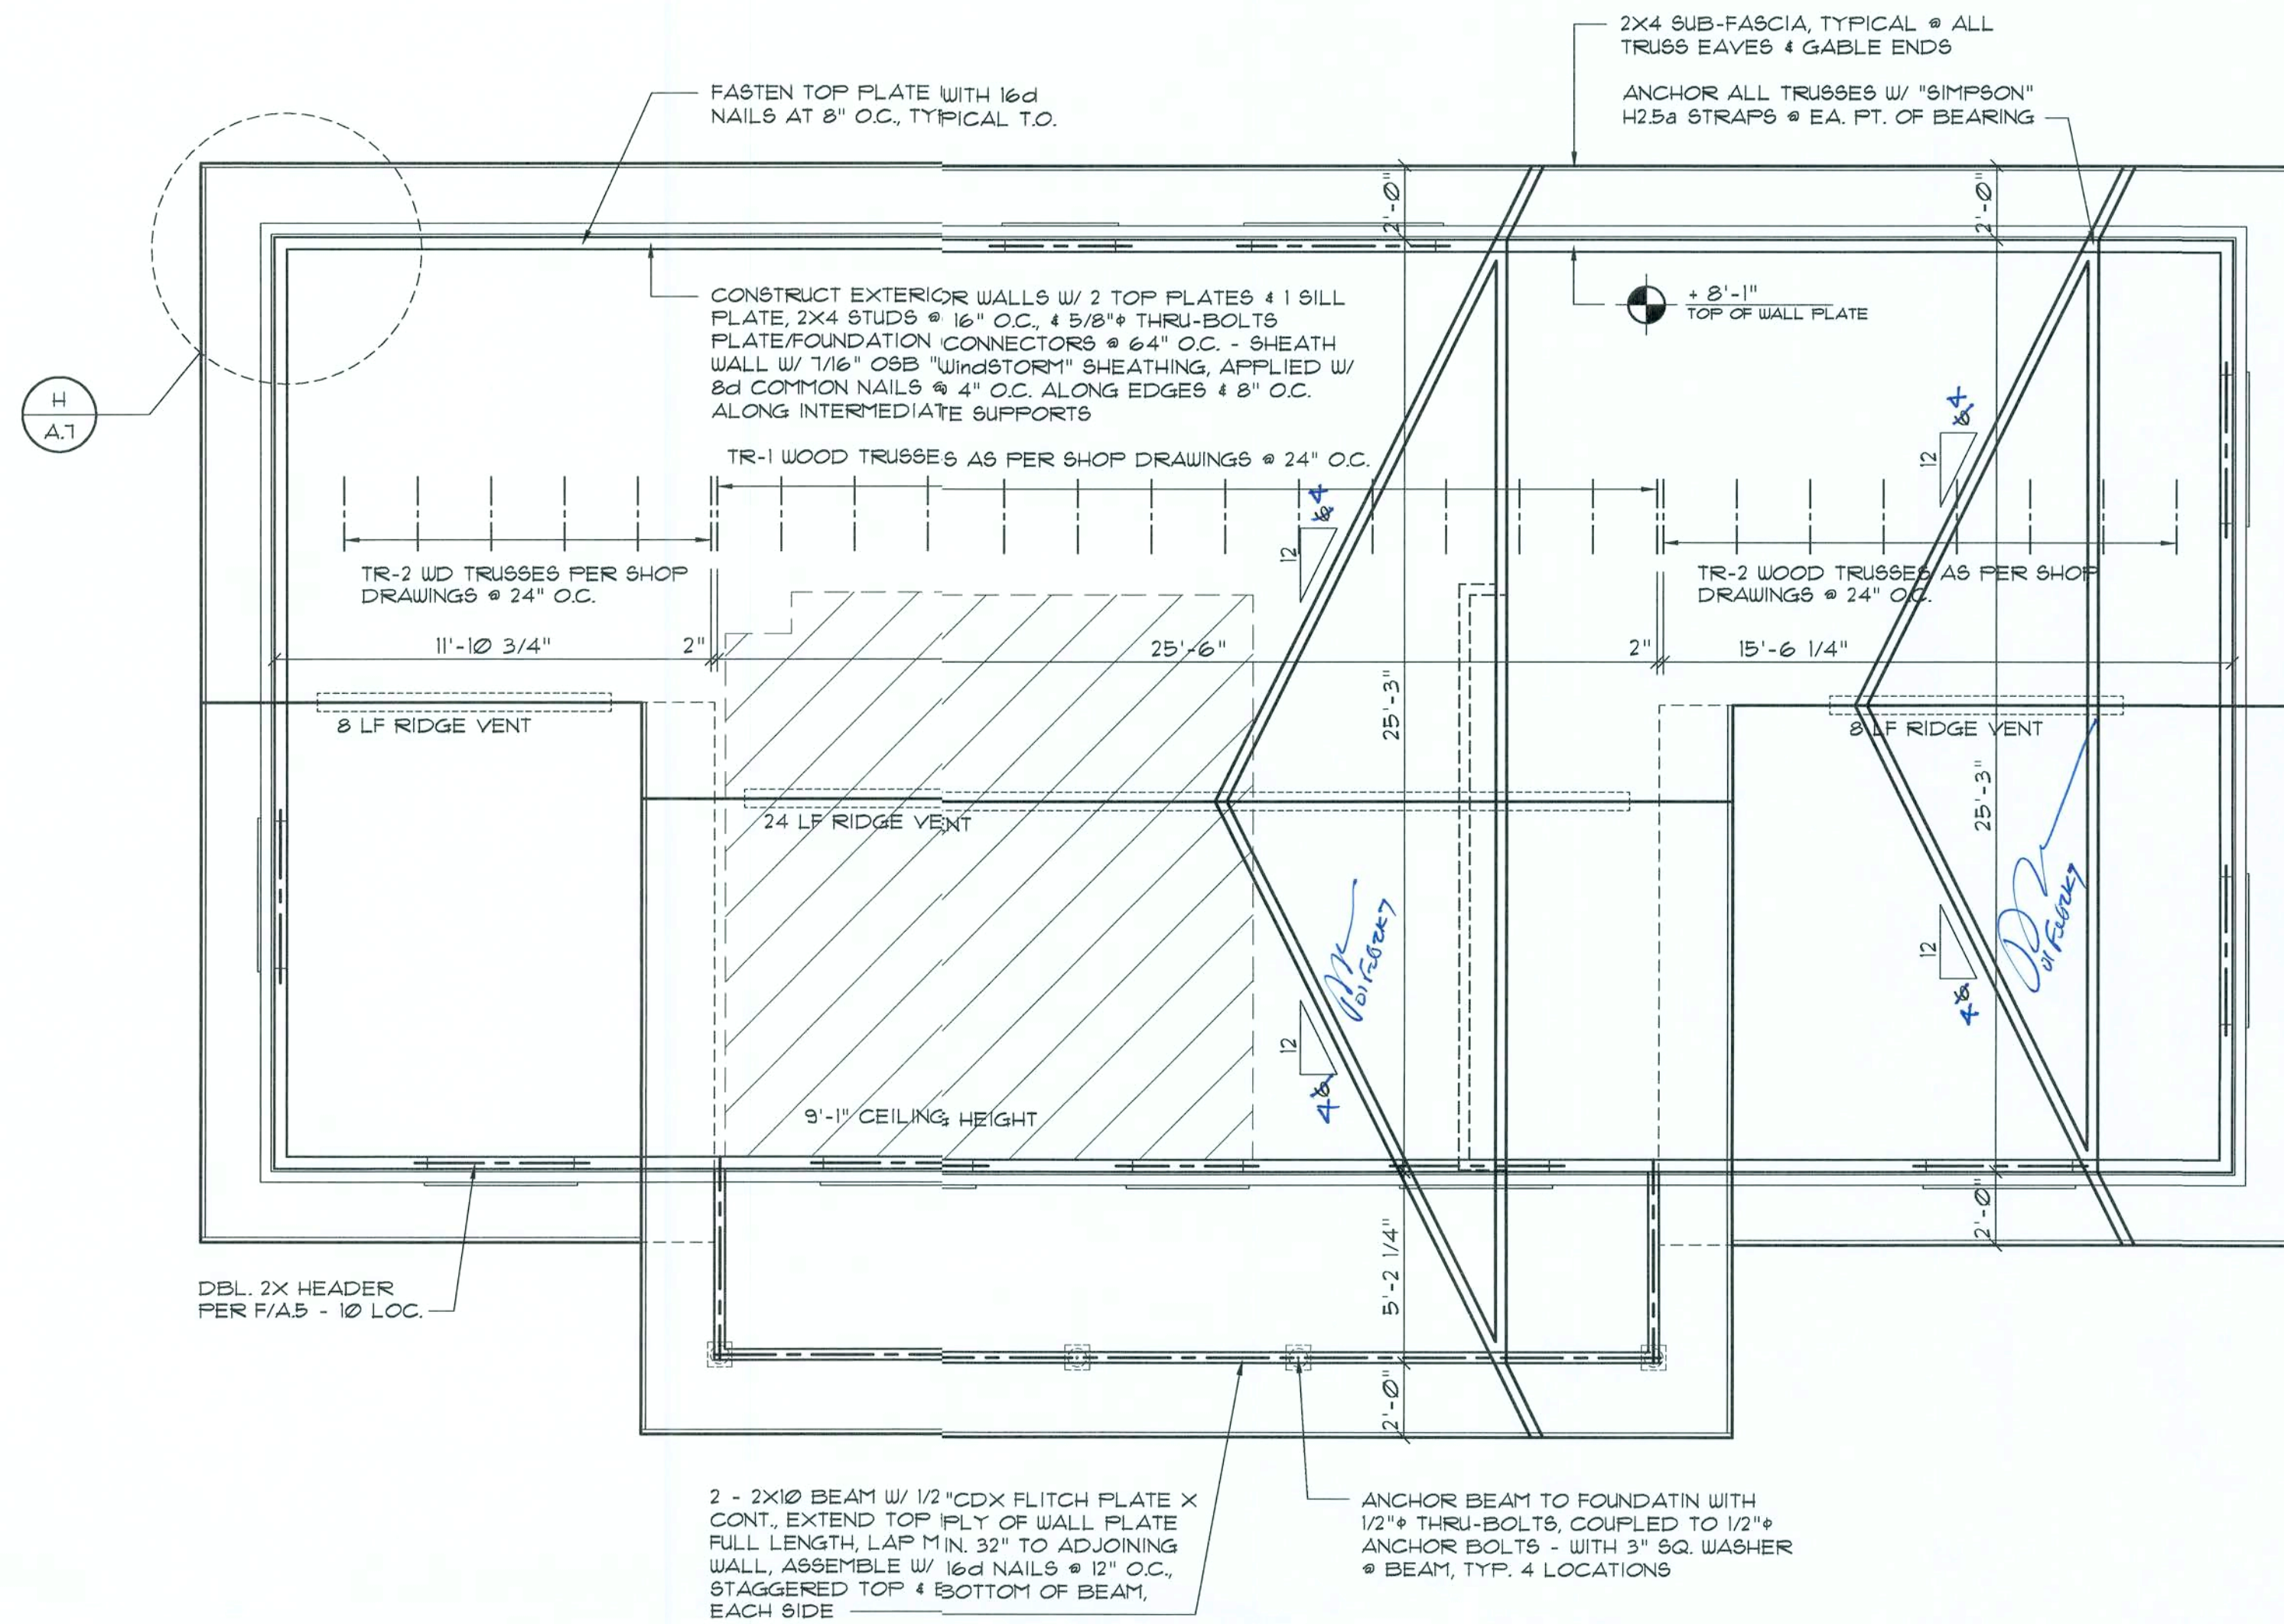 2X4 SUB-FASCIA, TYPICAL @ ALL
TRUSS EAVES & GABLE ENDS
ANCHOR ALL TRUSSES W/ "SIMPSON"
H2.5a STRAPS @ EA. PT. OF BEARING
FASTEN TOP PLATE WITH 16d
NAILS AT 8" O.C., TYPICAL T.O.
2'-0"
2'-0"
CONSTRUCT EXTERIOR WALLS W/ 2 TOP PLATES & 1 SILL
PLATE, 2X4 STUDS @ 16" O.C., & 5/8"φ THRU-BOLTS
PLATE/FOUNDATION CONNECTORS @ 64" O.C. - SHEATH
WALL W/ 7/16" OSB "WindSTORM" SHEATHING, APPLIED W/
8d COMMON NAILS @ 4" O.C. ALONG EDGES & 8" O.C.
ALONG INTERMEDIATE SUPPORTS
+ 8'-1"
TOP OF WALL PLATE
H
A.7
TR-1 WOOD TRUSSES AS PER SHOP DRAWINGS @ 24" O.C.
12
6 4
12
6 4
TR-2 WD TRUSSES PER SHOP
DRAWINGS @ 24" O.C.
TR-2 WOOD TRUSSES AS PER SHOP
DRAWINGS @ 24" O.C.
11'-10 3/4"
2"
25'-6"
2"
15'-6 1/4"
8 LF RIDGE VENT
25'-3"
8 LF RIDGE VENT
25'-3"
24 LF RIDGE VENT
12
4 6
12
4 6
9'-1" CEILING HEIGHT
5'-2 1/4"
2'-0"
2'-0"
DBL. 2X HEADER
PER F/A.5 - 10 LOC.
2 - 2X10 BEAM W/ 1/2 "CDX FLITCH PLATE X
CONT., EXTEND TOP PLY OF WALL PLATE
FULL LENGTH, LAP MIN. 32" TO ADJOINING
WALL, ASSEMBLE W/ 16d NAILS @ 12" O.C.,
STAGGERED TOP & BOTTOM OF BEAM,
EACH SIDE
ANCHOR BEAM TO FOUNDATIN WITH
1/2"φ THRU-BOLTS, COUPLED TO 1/2"φ
ANCHOR BOLTS - WITH 3" SQ. WASHER
@ BEAM, TYP. 4 LOCATIONS